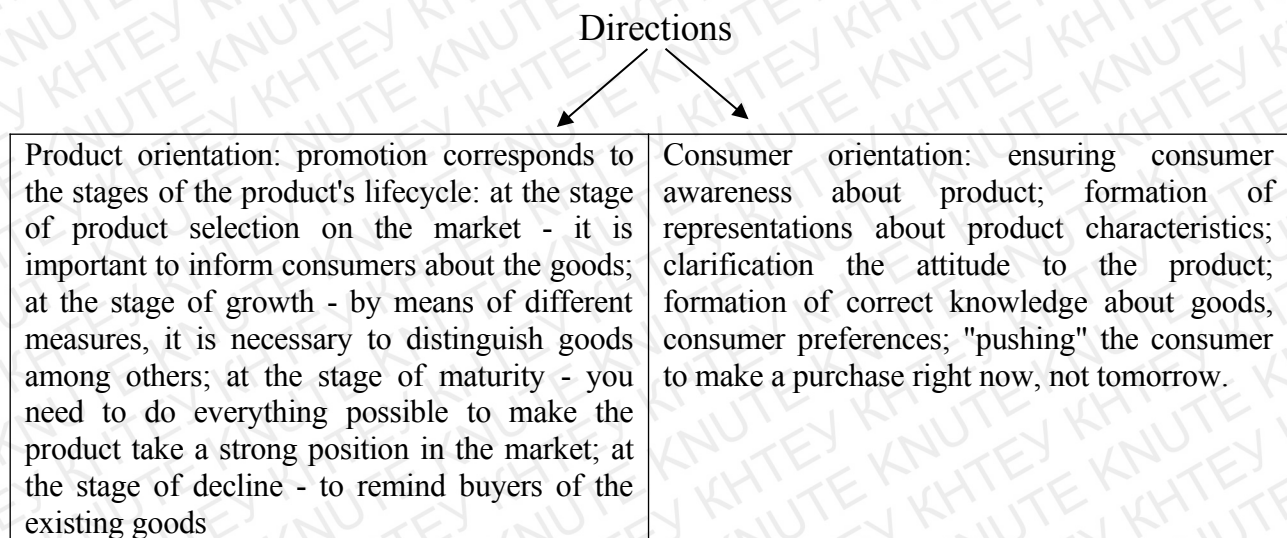 Directions
Product orientation: promotion corresponds to
the stages of the product's lifecycle: at the stage
of product selection on the market - it is
important to inform consumers about the goods;
at the stage of growth - by means of different
measures, it is necessary to distinguish goods
among others; at the stage of maturity - you
need to do everything possible to make the
product take a strong position in the market; at
the stage of decline - to remind buyers of the
existing goods
Consumer orientation: ensuring consumer
awareness about product; formation of
representations about product characteristics;
clarification the attitude to the product;
formation of correct knowledge about goods,
consumer preferences; "pushing" the consumer
to make a purchase right now, not tomorrow.